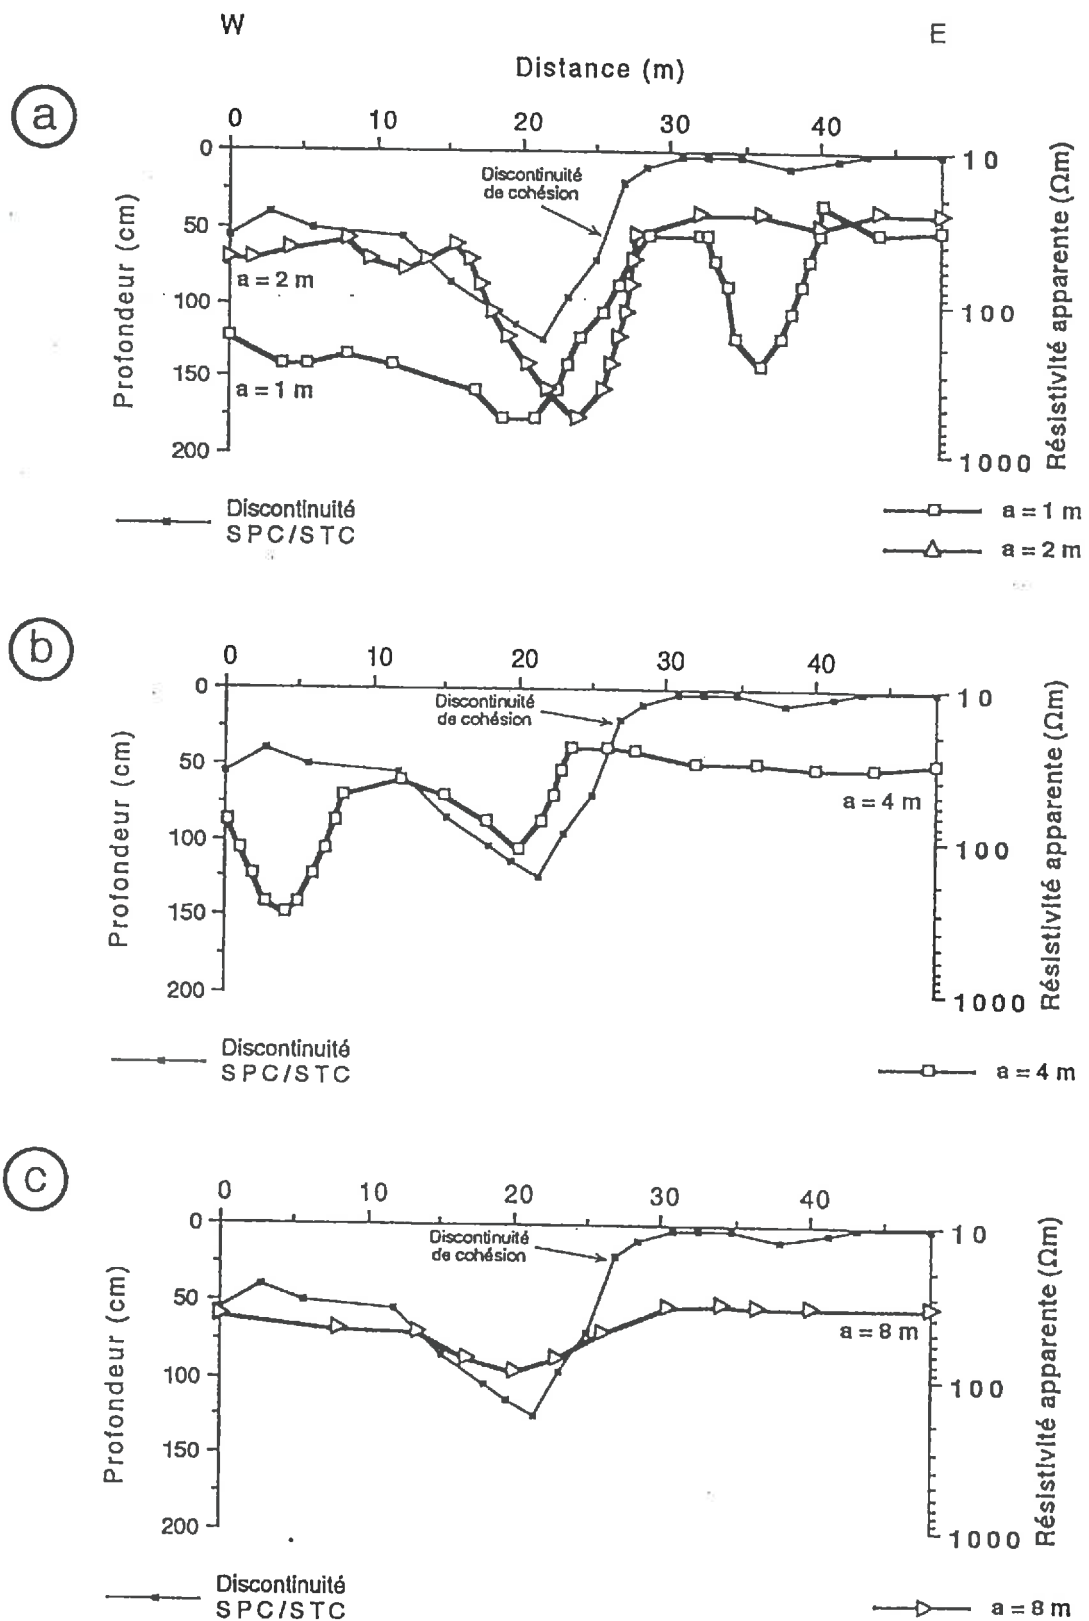 W
E
Distance (m)
a
0 10 20 30 40
0
50
100
150
200
Profondeur (cm)
Discontinuité
de cohésion
a = 2 m
a = 1 m
10
100
1000
Résistivité apparente (Ωm)
Discontinuité
SPC/STC
a = 1 m
a = 2 m
b
0 10 20 30 40
0
50
100
150
200
Profondeur (cm)
Discontinuité
de cohésion
a = 4 m
10
100
1000
Résistivité apparente (Ωm)
Discontinuité
SPC/STC
a = 4 m
c
0 10 20 30 40
0
50
100
150
200
Profondeur (cm)
Discontinuité
de cohésion
a = 8 m
10
100
1000
Résistivité apparente (Ωm)
Discontinuité
SPC/STC
a = 8 m